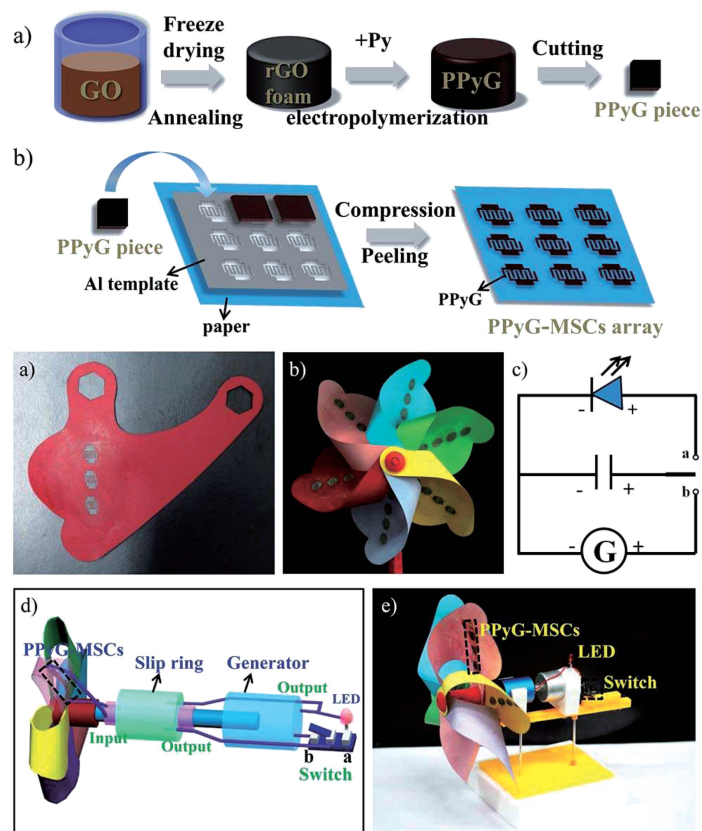 a)
GO
Freeze
drying
Annealing
rGO
foam
+Py
electropolymerization
PPyG
Cutting
PPyG piece
b)
PPyG piece
Al template
paper
Compression
Peeling
PPyG
PPyG-MSCs array
a)
b)
c)
- +
a
- +
b
- G +
d)
PPyG-MSCs
Slip ring
Generator
Output
LED
Input
Output
b a
Switch
e)
PPyG-MSCs
LED
Switch